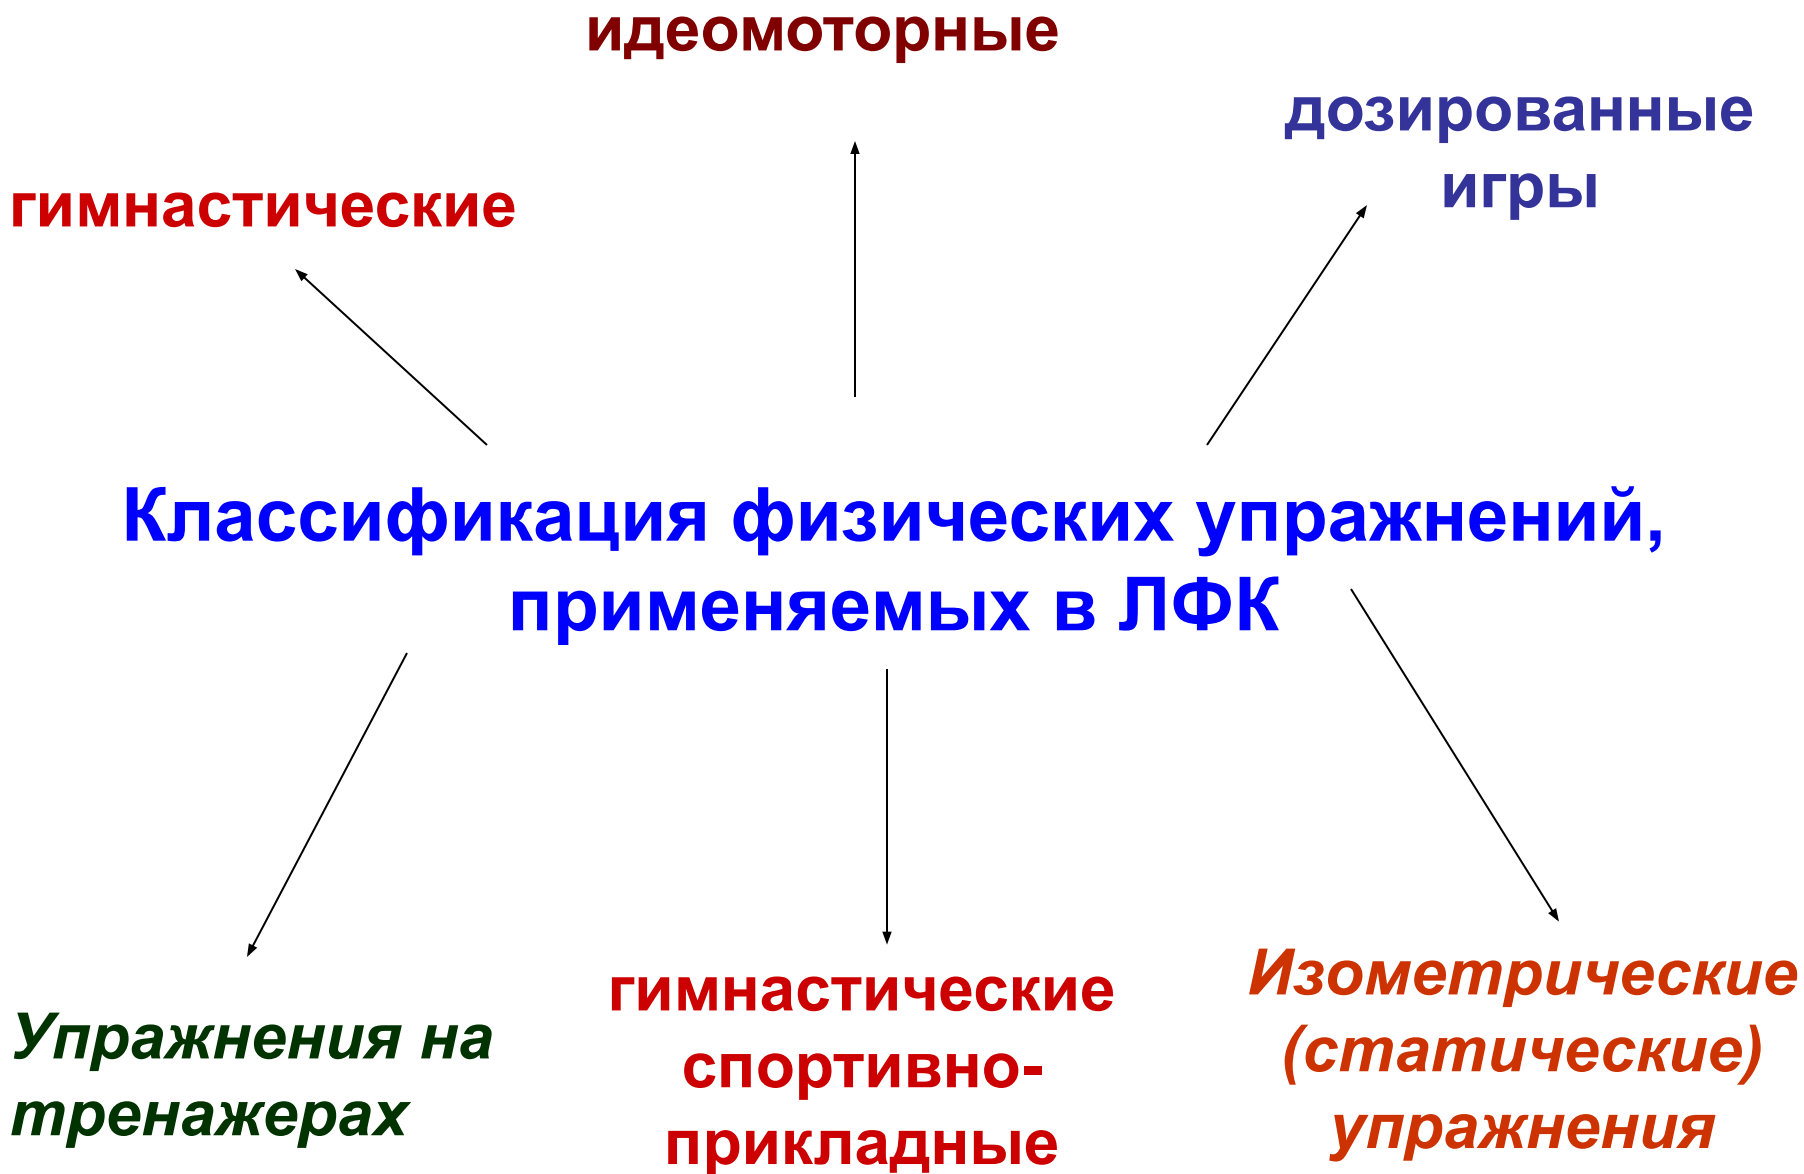 идеомоторные
дозированные
игры
гимнастические
Классификация физических упражнений,
применяемых в ЛФК
Упражнения на
тренажерах
гимнастические
спортивно-
прикладные
Изометрические
(статические)
упражнения